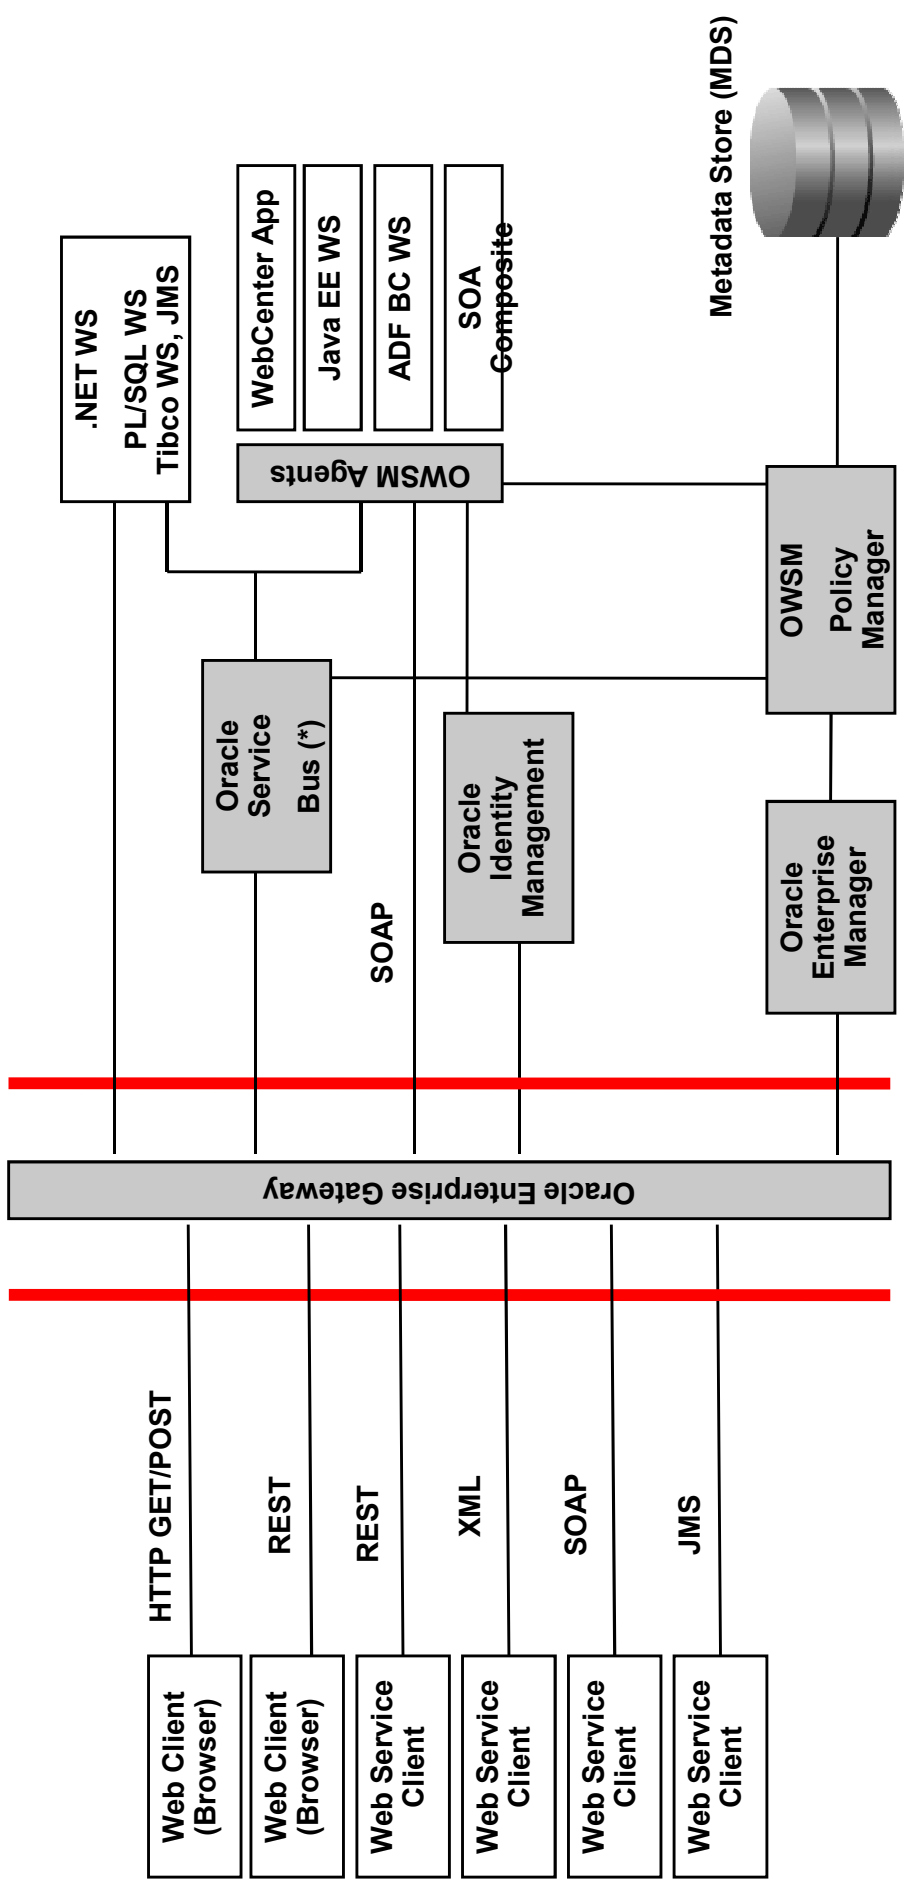 HTTP GET/POST
REST
REST
XML
SOAP
JMS
Web Client
(Browser)
Web Client
(Browser)
Web Service
Client
Web Service
Client
Web Service
Client
Web Service
Client
Oracle Enterprise Gateway
Oracle
Service
Bus (*)
SOAP
Oracle
Identity
Management
Oracle
Enterprise
Manager
.NET WS
PL/SQL WS
Tibco WS, JMS
OWSM Agents
WebCenter App
Java EE WS
ADF BC WS
SOA
Composite
OWSM
Policy
Manager
Metadata Store (MDS)